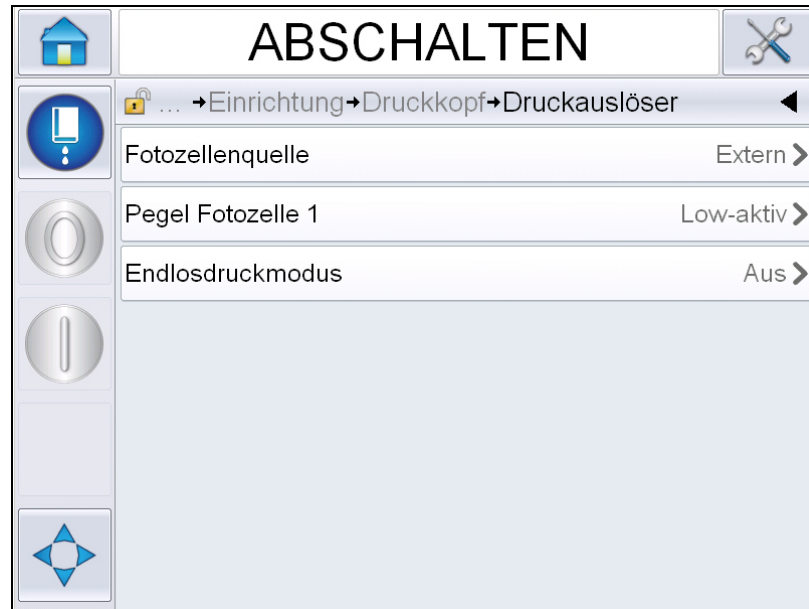 ABSCHALTEN
... →Einrichtung→Druckkopf→Druckauslöser
Fotozellenquelle Extern
Pegel Fotozelle 1 Low-aktiv
Endlosdruckmodus Aus